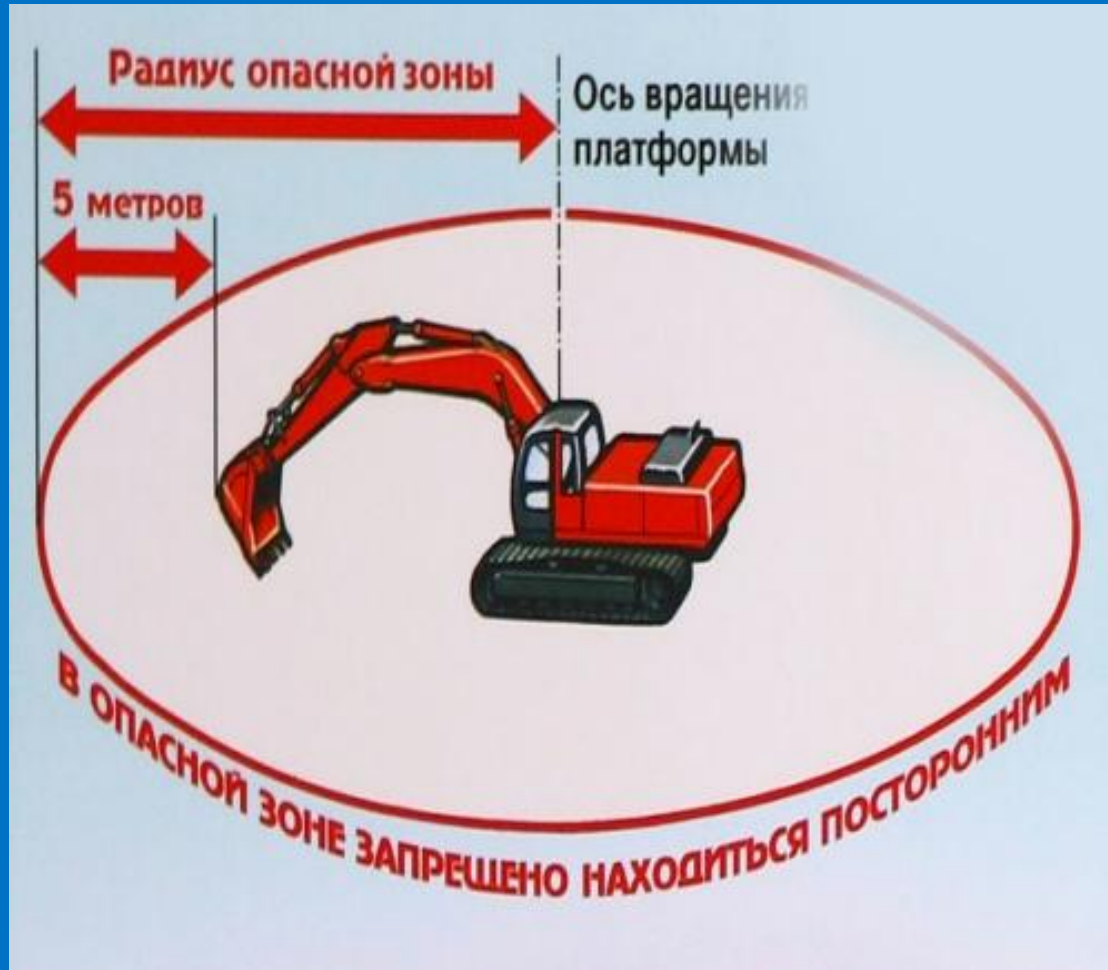 Радиус опасной зоны
Ось вращения
платформы
5 метров
В ОПАСНОЙ ЗОНЕ ЗАПРЕЩЕНО НАХОДИТЬСЯ ПОСТОРОННИМ